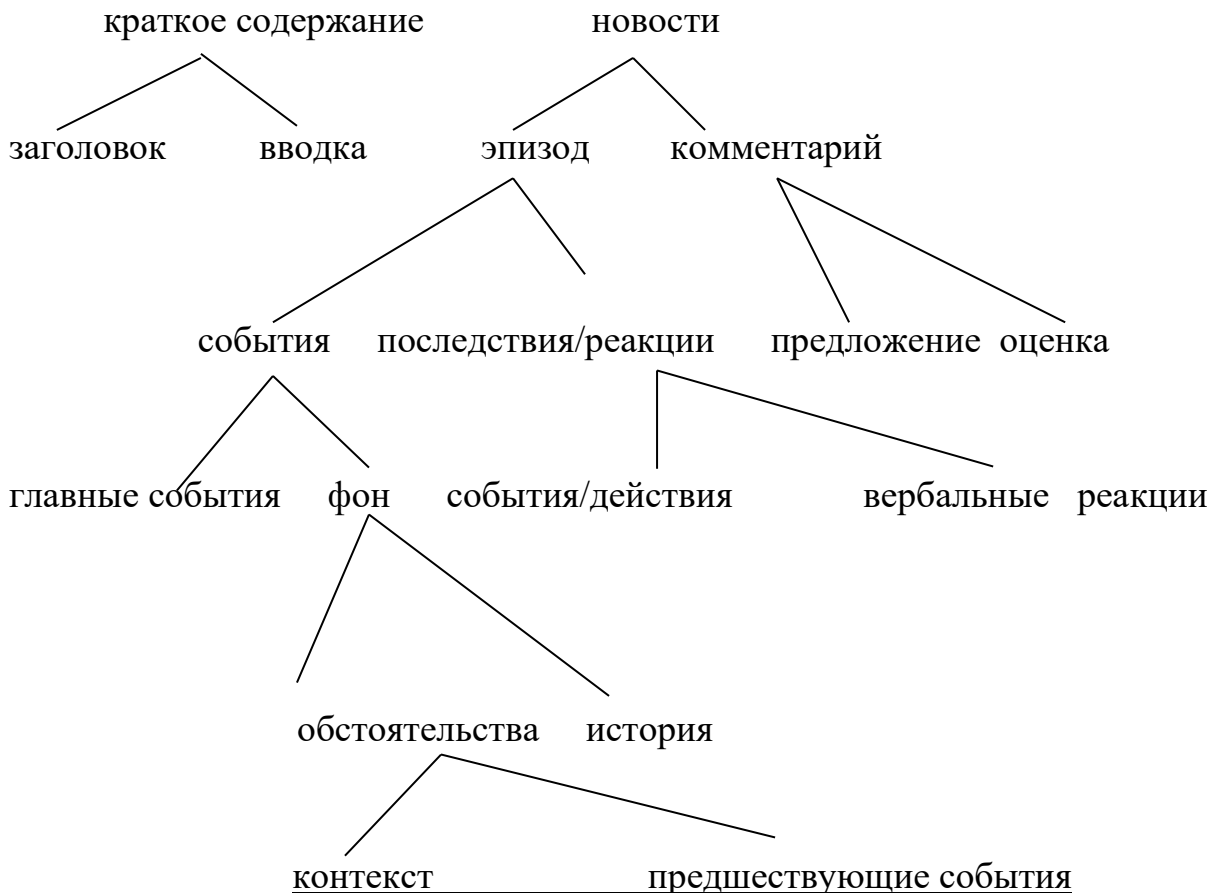 краткое содержание новости
заголовок вводка эпизод комментарий
события последствия/реакции предложение оценка
главные события фон события/действия вербальные реакции
обстоятельства история
контекст предшествующие события